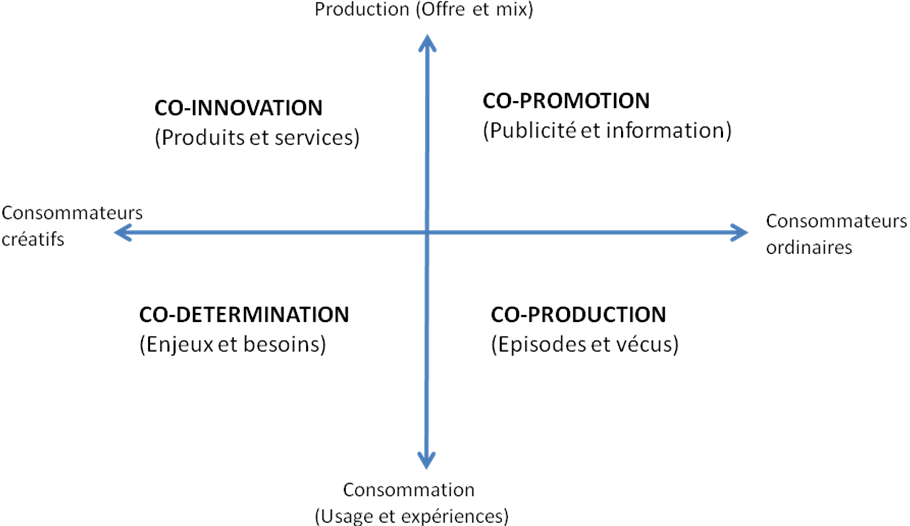 Production (Offre et mix)
CO-INNOVATION
(Produits et services)
CO-PROMOTION
(Publicité et information)
Consommateurs
créatifs
Consommateurs
ordinaires
CO-DETERMINATION
(Enjeux et besoins)
CO-PRODUCTION
(Episodes et vécus)
Consommation
(Usage et expériences)